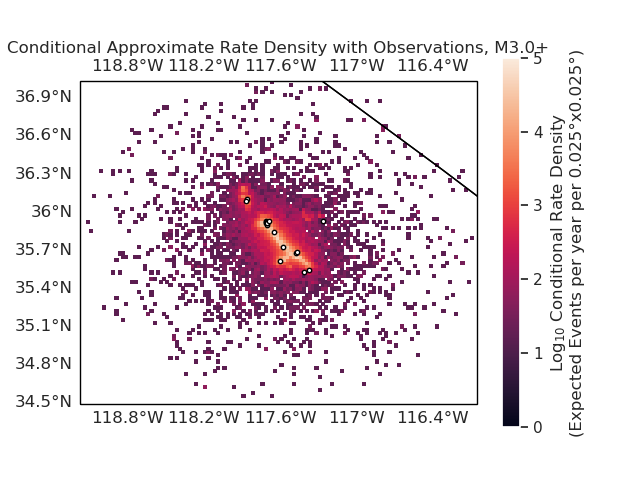 Conditional Approximate Rate Density with Observations, M3.0+
118.8°W 118.2°W 117.6°W 117°W 116.4°W
36.9°N
36.6°N
36.3°N
36°N
35.7°N
35.4°N
35.1°N
34.8°N
34.5°N
118.8°W 118.2°W 117.6°W 117°W 116.4°W
5
4
3
2
1
0
Log₁₀ Conditional Rate Density
(Expected Events per year per 0.025°x0.025°)